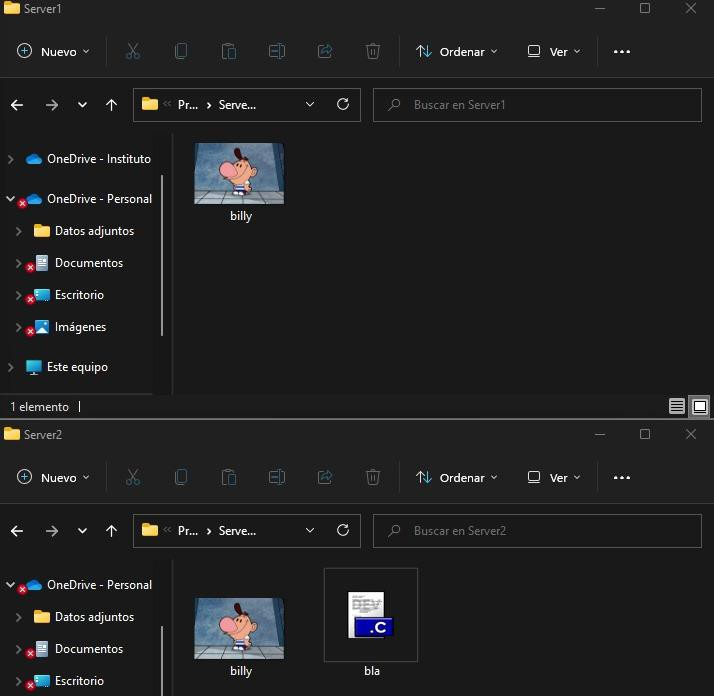 Server1
Nuevo
Ordenar
Ver
Pr... > Serve...
Buscar en Server1
OneDrive - Instituto
OneDrive - Personal
Datos adjuntos
Documentos
Escritorio
Imágenes
Este equipo
billy
1 elemento
Server2
Nuevo
Ordenar
Ver
Pr... > Serve...
Buscar en Server2
OneDrive - Personal
Datos adjuntos
Documentos
Escritorio
billy
DEV
.C
bla